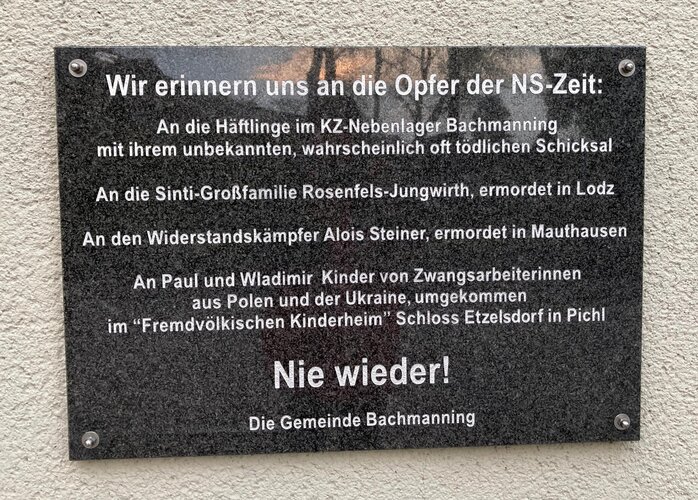 Wir erinnern uns an die Opfer der NS-Zeit:
An die Häftlinge im KZ-Nebenlager Bachmanning
mit ihrem unbekannten, wahrscheinlich oft tödlichen Schicksal
An die Sinti-Großfamilie Rosenfels-Jungwirth, ermordet in Lodz
An den Widerstandskämpfer Alois Steiner, ermordet in Mauthausen
An Paul und Wladimir Kinder von Zwangsarbeiterinnen
aus Polen und der Ukraine, umgekommen
im “Fremdvölkischen Kinderheim” Schloss Etzelsdorf in Pichl
Nie wieder!
Die Gemeinde Bachmanning